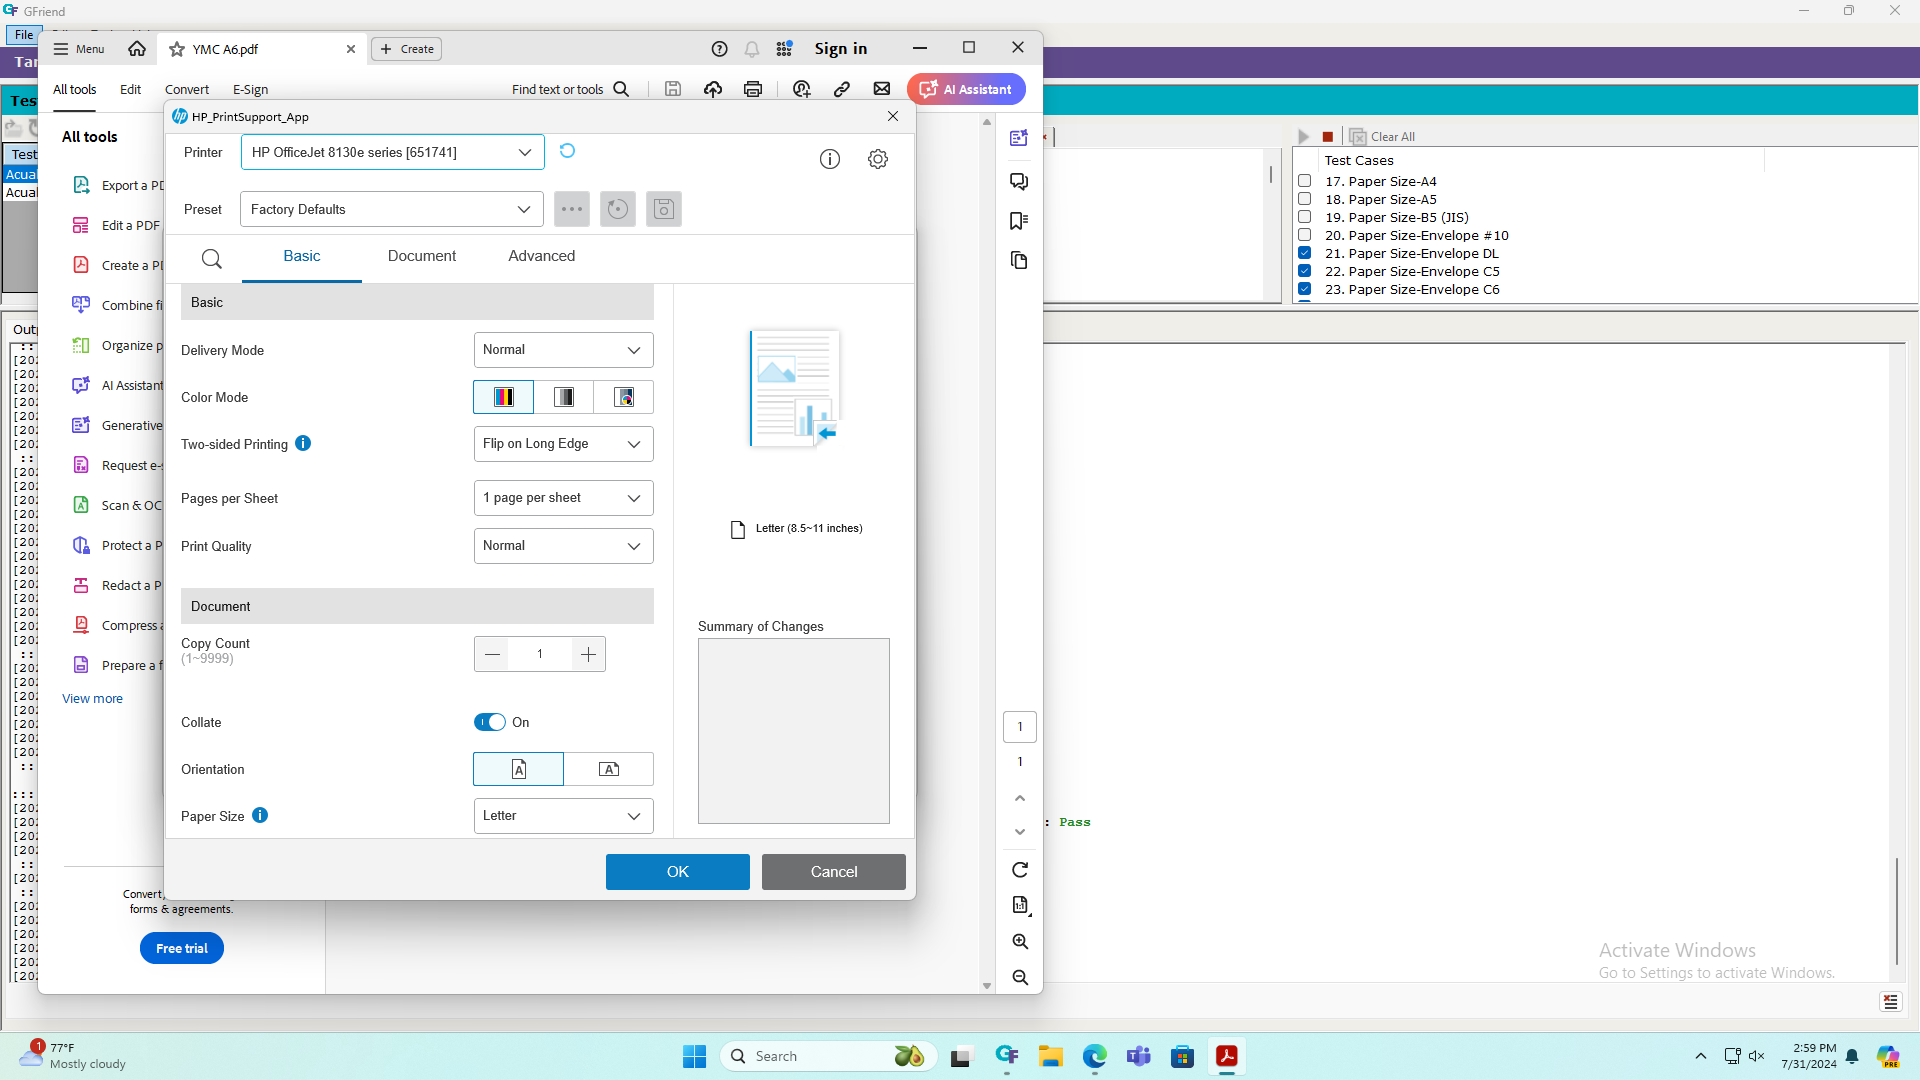 GFriend
File
Menu
YMC A6.pdf
Create
Sign in
All tools
Edit
Convert
E-Sign
Find text or tools
AI Assistant
HP_PrintSupport_App
Printer
HP OfficeJet 8130e series [651741]
Preset
Factory Defaults
Basic
Document
Advanced
Basic
Delivery Mode
Normal
Color Mode
Two-sided Printing
Flip on Long Edge
Pages per Sheet
1 page per sheet
Print Quality
Normal
Document
Copy Count
(1~9999)
1
Collate
On
Orientation
Paper Size
Letter
Letter (8.5~11 inches)
Summary of Changes
OK
Cancel
All tools
Export a PD
Edit a PDF
Create a PD
Combine fi
Organize p
AI Assistant
Generative
Request e-s
Scan & OC
Protect a P
Redact a P
Compress a
Prepare a f
View more
Convert,
forms & agreements.
Free trial
1
1
Clear All
Test Cases
17. Paper Size-A4
18. Paper Size-A5
19. Paper Size-B5 (JIS)
20. Paper Size-Envelope #10
21. Paper Size-Envelope DL
22. Paper Size-Envelope C5
23. Paper Size-Envelope C6
: Pass
Activate Windows
Go to Settings to activate Windows.
1
77°F
Mostly cloudy
Search
2:59 PM
7/31/2024